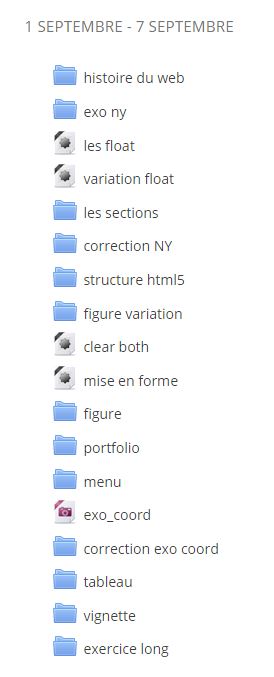 1 SEPTEMBRE - 7 SEPTEMBRE
histoire du web
exo ny
les float
variation float
les sections
correction NY
structure html5
figure variation
clear both
mise en forme
figure
portfolio
menu
exo_coord
correction exo coord
tableau
vignette
exercice long